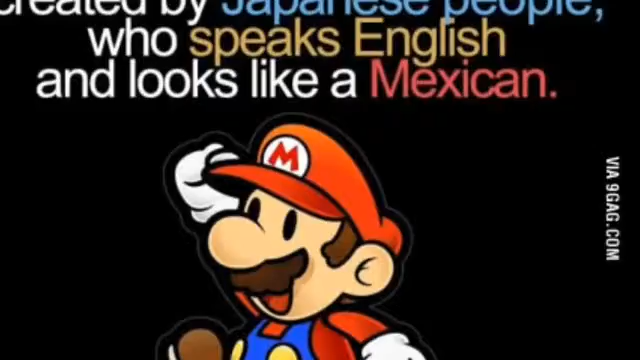 created by Japanese people,
who speaks English
and looks like a Mexican.
M
VIA 9GAG.COM